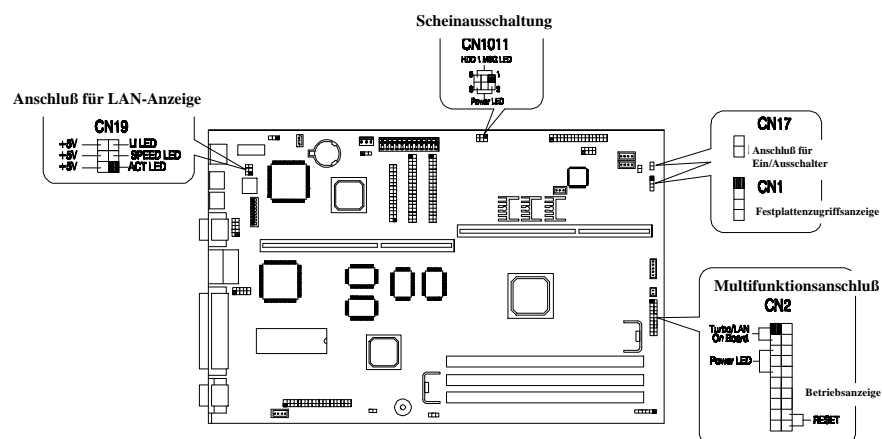 Scheinausschaltung
CN1011
HDD 1 MSG LED
Power LED
Anschluß für LAN-Anzeige
CN19
+5V LI LED
+5V SPEED LED
+5V ACT LED
CN17
Anschluß für
Ein/Ausschalter
CN1
Festplattenzugriffsanzeige
Multifunktionsanschluß
CN2
Turbo/LAN
On Board
Power LED
Betriebsanzeige
RESET